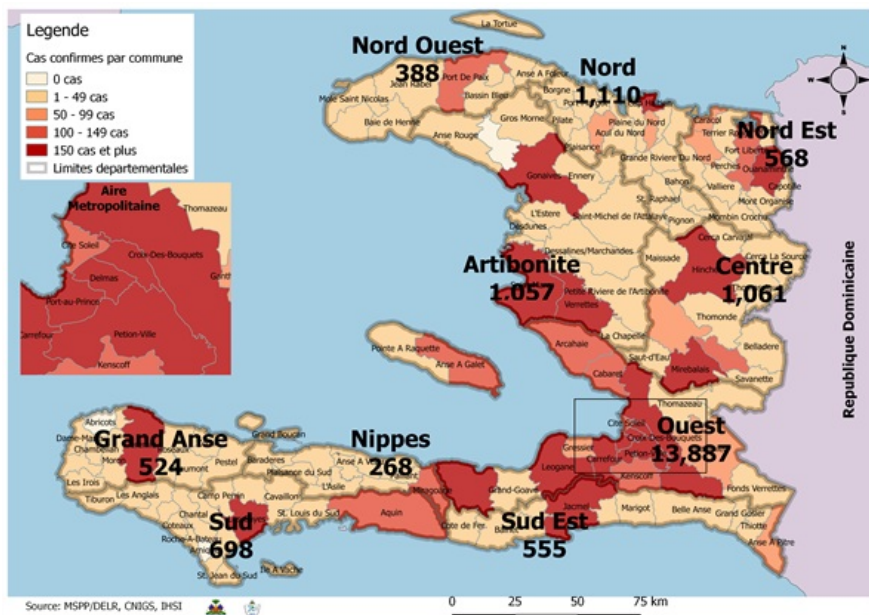 Legende
Cas confirmes par commune
0 cas
1 - 49 cas
50 - 99 cas
100 - 149 cas
150 cas et plus
Limites departementales
Aire
Metropolitaine
Thomazeau
Cite Soleil
Croix-Des-Bouquets
Delmas
Port-au-Prince
Carrefour
Petion-Ville
Kenscoff
La Tortue
Nord Ouest
388
Jean Rabel
Port De Paix
Anse A Foleur
Mole Saint Nicolas
Bassin Bleu
Baie de Henne
Anse Rouge
Gros Morne
Nord
1,110
Borgne
Pilate
Plaine du Nord
Acul du Nord
Plaisance
Grande Riviere Du Nord
Bahon
St. Raphael
Pignon
Nord Est
568
Caracol
Perches
Ouanaminthe
Valliere
Capotille
Mont Organise
Mombin Crochu
Gonaives
Ennery
L'Estere
Desdunes
Saint-Michel de l'Attalaye
Dessalines/Marchandes
Artibonite
1.057
Petite Riviere de l'Artibonite
Verrettes
La Chapelle
Cerca Carvajal
Maissade
Cerca La Source
Centre
1,061
Thomonde
Belladere
Saut-d'Eau
Mirebalais
Savanette
Pointe A Raquette
Anse A Galet
Arcahaie
Cabaret
Thomazeau
Cite Soleil
Ouest
13,887
Croix-Des-Bouquets
Gressier
Carrefour
Leogane
Kenscoff
Fonds Verrettes
Abricots
Grand Anse
524
Pestel
Les Irois
Grand Boucan
Baraderes
Nippes
268
Plaisance du Sud
L'Asile
Miragoane
Grand-Goave
Tiburon
Les Anglais
Camp Perrin
Cavaillon
Chantal
Coteaux
Sud
698
St. Louis du Sud
Aquin
Roche-A-Bateau
St. Jean du Sud
Ile A Vache
Cote de Fer
Sud Est
555
Jacmel
Marigot
Belle Anse
Grand Gosier
Thiotte
Anse A Pitre
Republique Dominicaine
N
E
S
W
Source: MSPP/DELR, CNIGS, IHSI
0 25 50 75 km